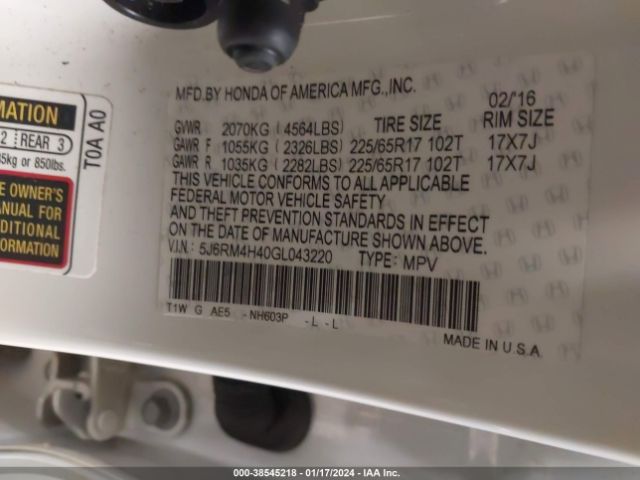 MATION
2 REAR 3
85kg or 850lbs.
E OWNER'S
ANUAL FOR
ADDITIONAL
FORMATION
T0A A0
MFD.BY HONDA OF AMERICA MFG.,INC. 02/'16
GVWR 2070KG (4564LBS) TIRE SIZE RIM SIZE
GAWR F 1055KG (2326LBS) 225/65R17 102T 17X7J
GAWR R 1035KG (2282LBS) 225/65R17 102T 17X7J
THIS VEHICLE CONFORMS TO ALL APPLICABLE
FEDERAL MOTOR VEHICLE SAFETY
AND THEFT PREVENTION STANDARDS IN EFFECT
ON THE DATE OF MANUFACTURE SHOWN ABOVE.
V.I.N.: 5J6RM4H40GL043220 TYPE: MPV
T1W G AE5 -NH603P -L -L
MADE IN U.S.A.
000-38545218 - 01/17/2024 - IAA Inc.